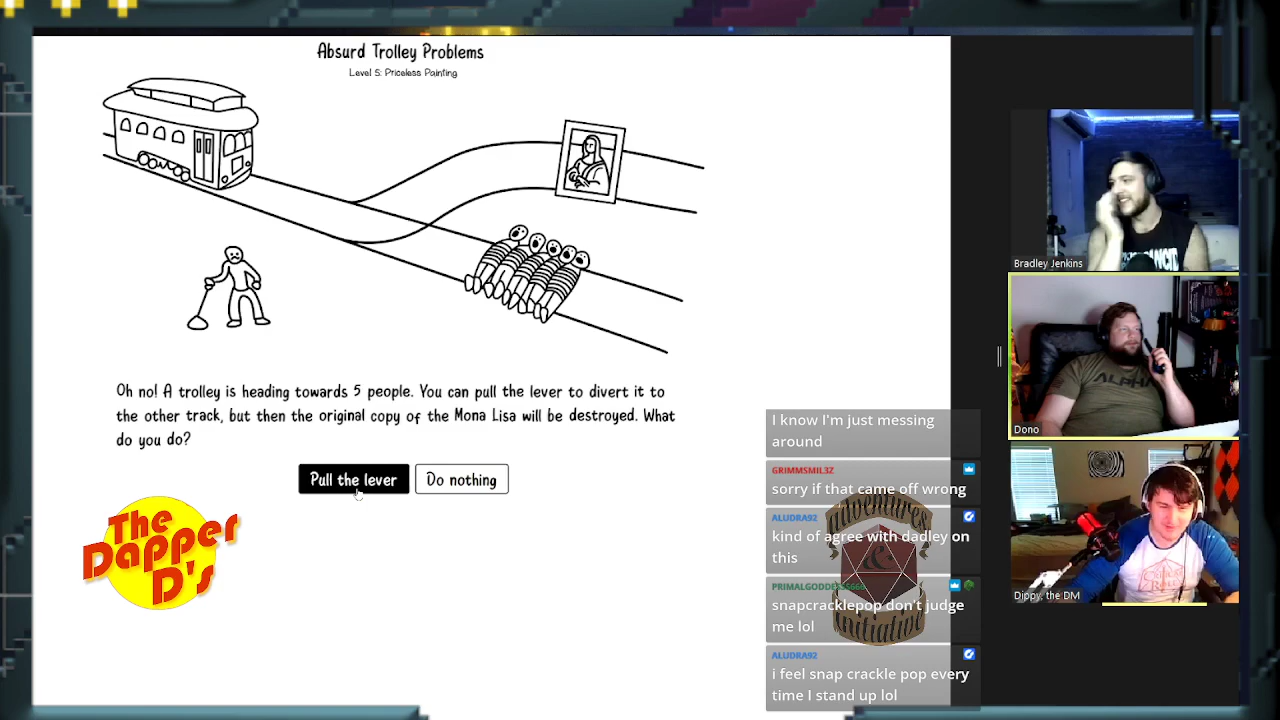 Absurd Trolley Problems
Level 5: Priceless Painting
Oh no! A trolley is heading towards 5 people. You can pull the lever to divert it to
the other track, but then the original copy of the Mona Lisa will be destroyed. What
do you do?
Pull the lever
Do nothing
The
Dapper
D's
Bradley Jenkins
ALPHA
Dono
Dippy, the DM
I know I'm just messing
around
GRIMMSMIL3Z
sorry if that came off wrong
ALUDRA92
kind of agree with dadley on
this
snapcracklepop don't judge
me lol
ALUDRA92
i feel snap crackle pop every
time I stand up lol
adventures
&
initiative